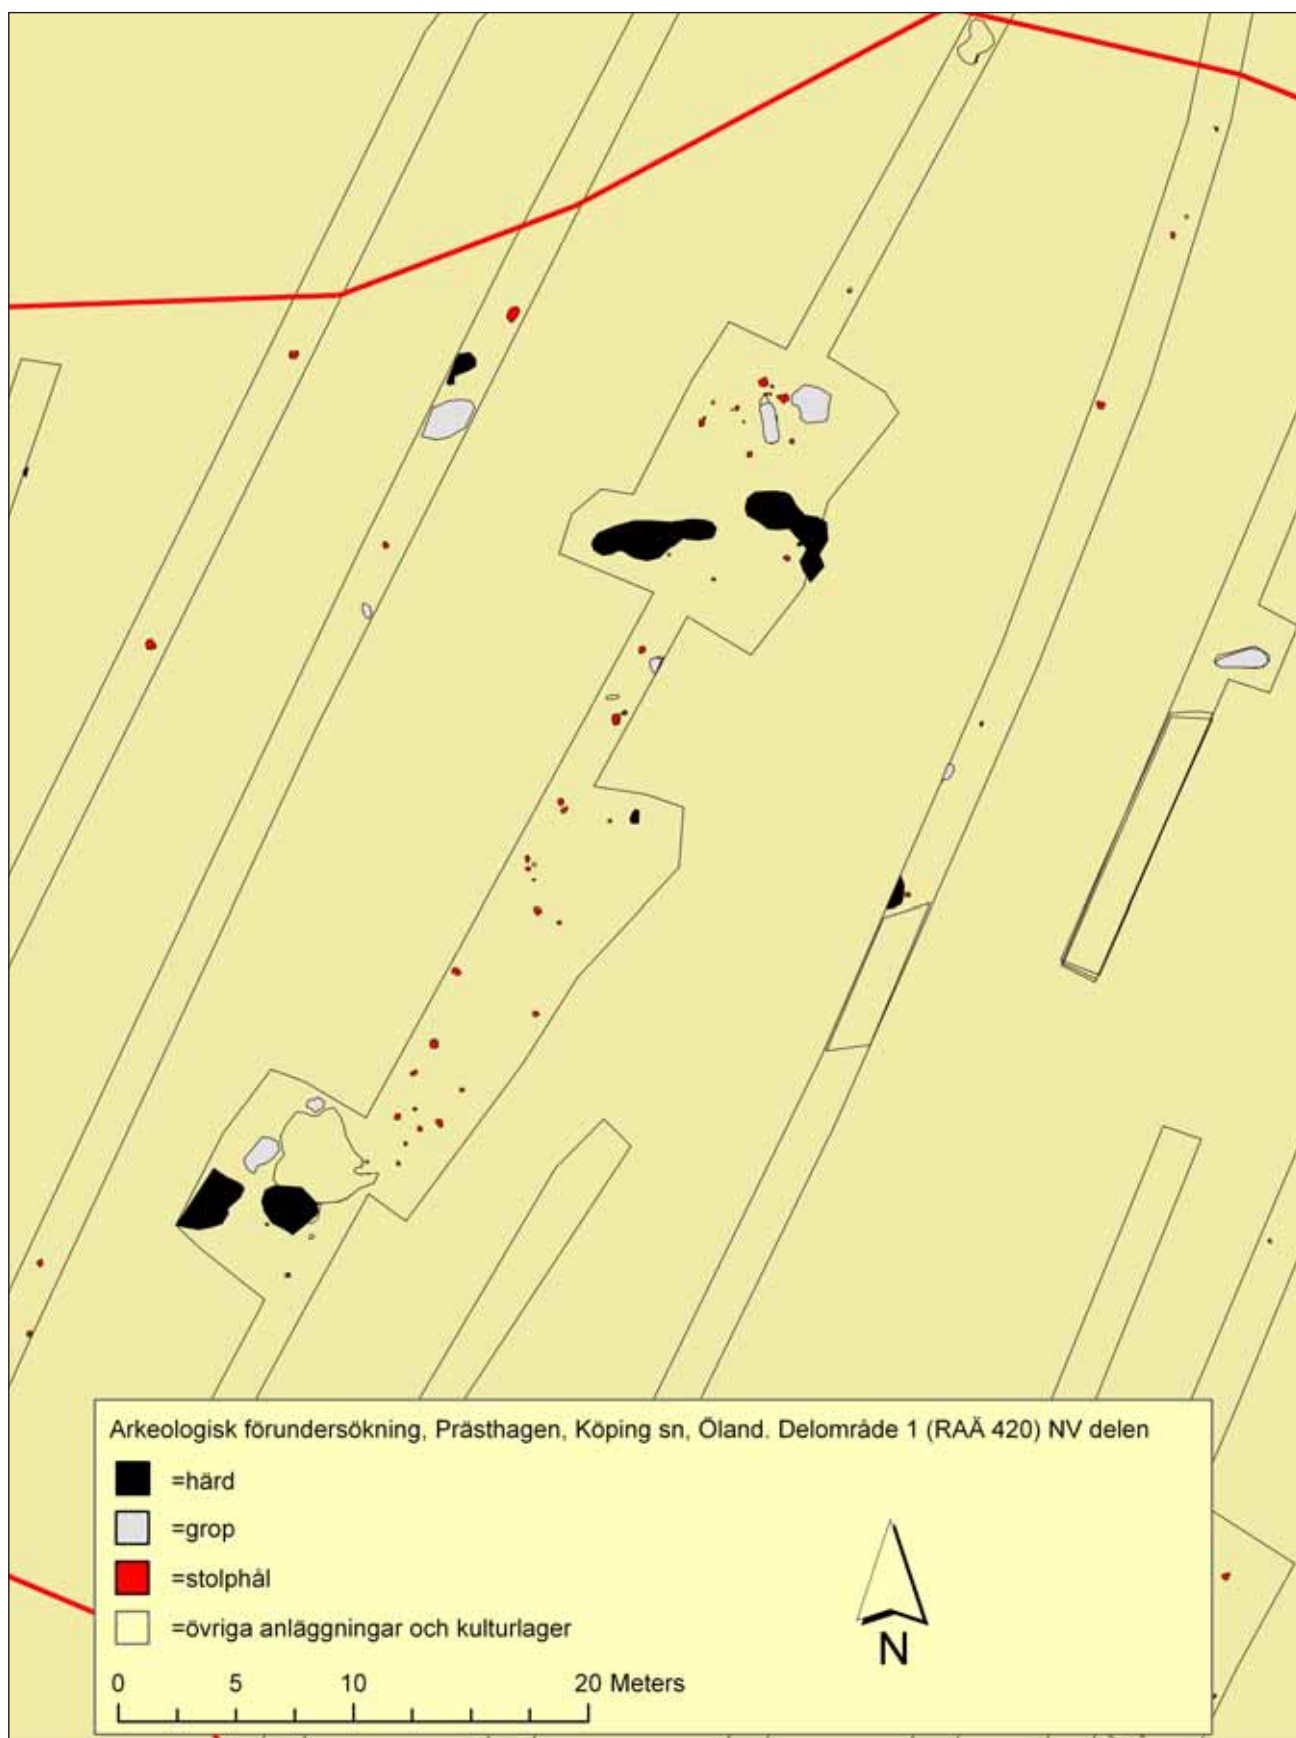 Arkeologisk förundersökning, Prästhagen, Köping sn, Öland. Delområde 1 (RAÄ 420) NV delen
=härd
=grop
=stolphål
=övriga anläggningar och kulturlager
N
0 5 10 20 Meters